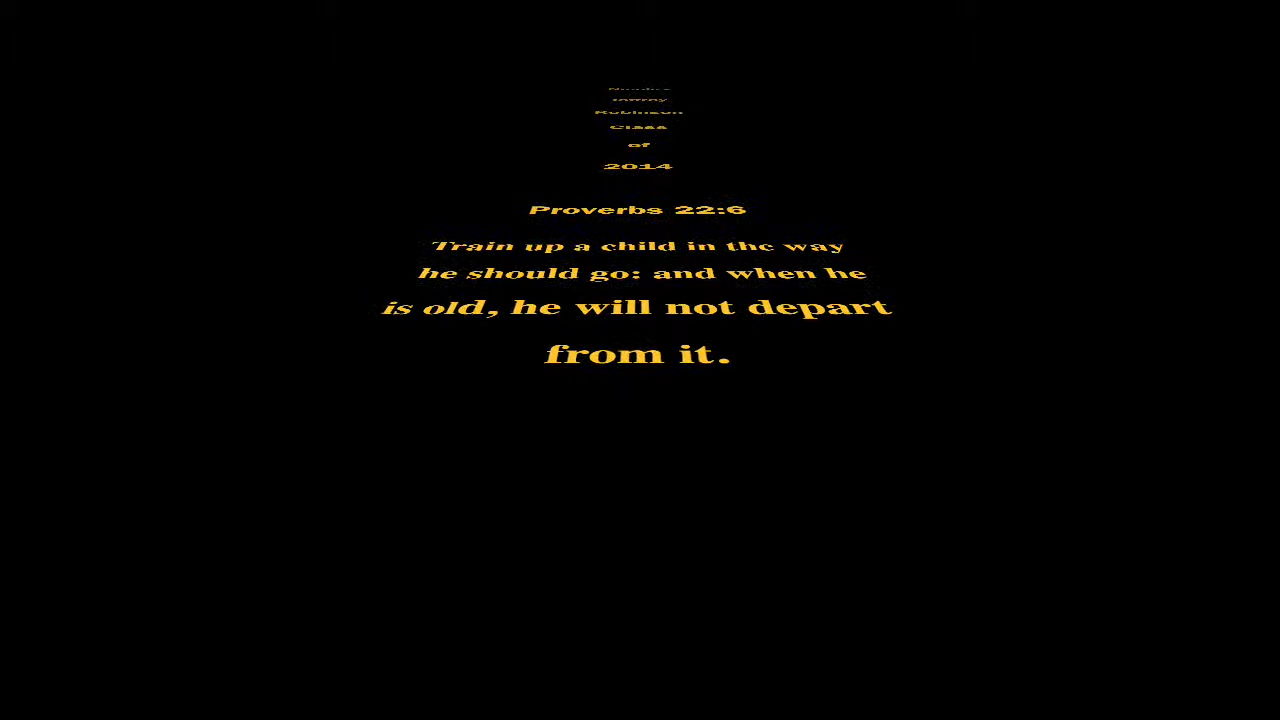 Robinson
Class
of
2014
Proverbs 22:6
Train up a child in the way
he should go: and when he
is old, he will not depart
from it.